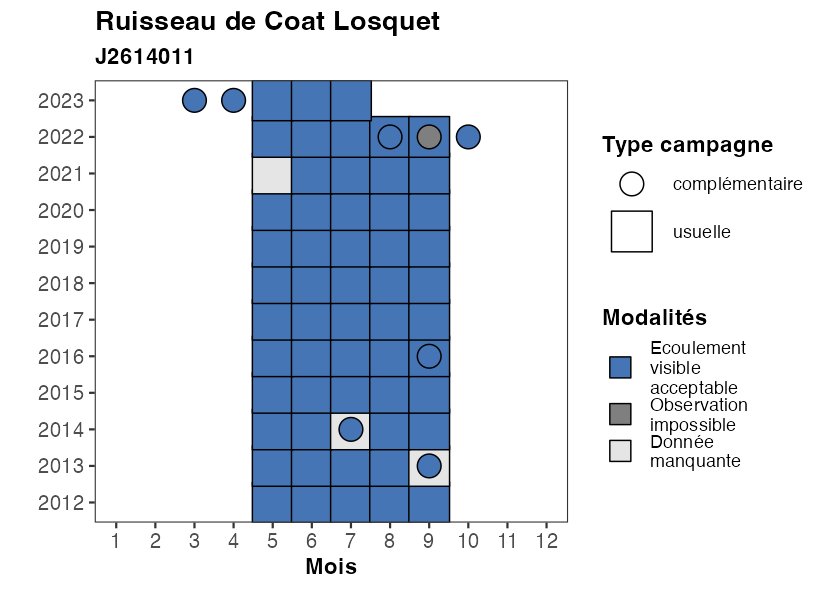 Ruisseau de Coat Losquet
J2614011
2023
2022
2021
2020
2019
2018
2017
2016
2015
2014
2013
2012
1 2 3 4 5 6 7 8 9 10 11 12
Mois
Type campagne
complémentaire
usuelle
Modalités
Ecoulement
visible
acceptable
Observation
impossible
Donnée
manquante